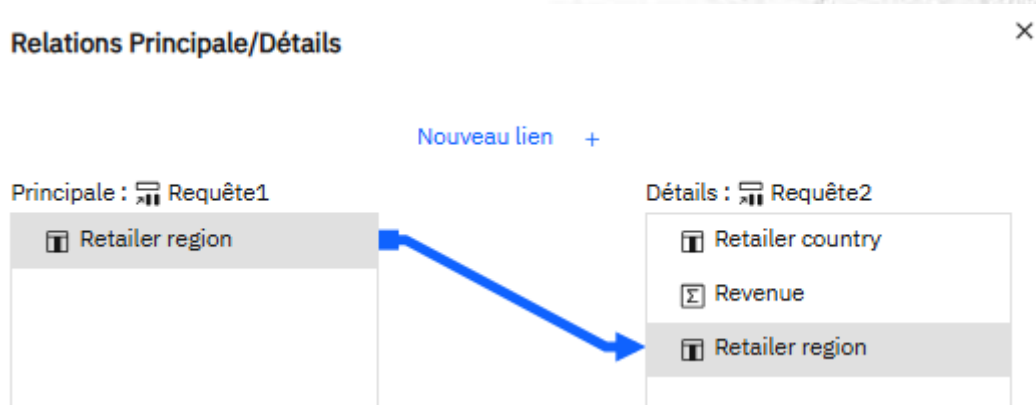 Relations Principale/Détails
Nouveau lien +
Principale : Requête1
Retailer region
Détails : Requête2
Retailer country
Revenue
Retailer region